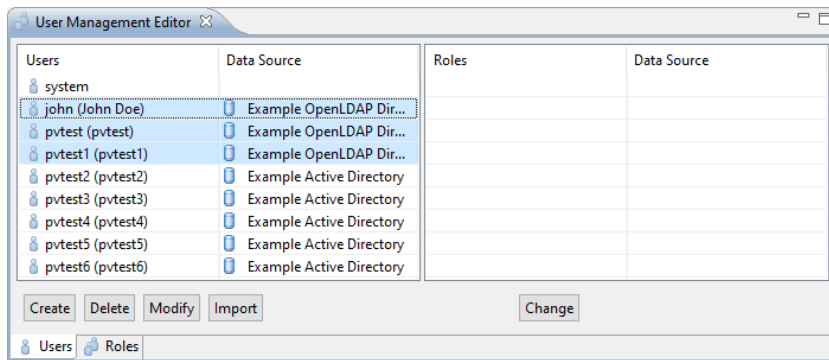 User Management Editor
Users Data Source Roles Data Source
system
john (John Doe) Example OpenLDAP Dir...
pvtest (pvtest) Example OpenLDAP Dir...
pvtest1 (pvtest1) Example OpenLDAP Dir...
pvtest2 (pvtest2) Example Active Directory
pvtest3 (pvtest3) Example Active Directory
pvtest4 (pvtest4) Example Active Directory
pvtest5 (pvtest5) Example Active Directory
pvtest6 (pvtest6) Example Active Directory
Create Delete Modify Import Change
Users Roles